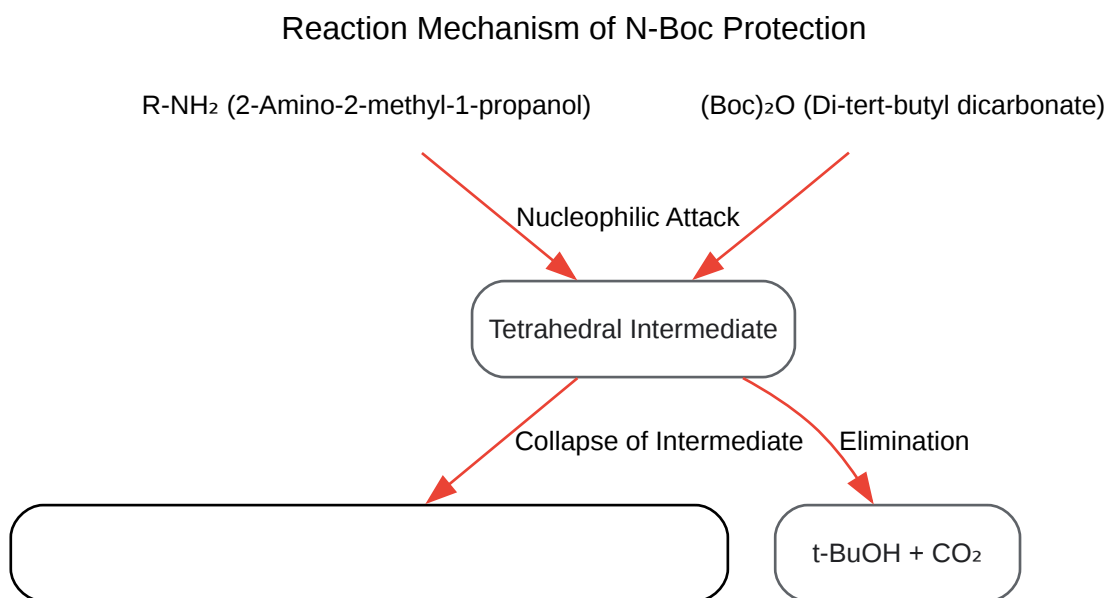 Reaction Mechanism of N-Boc Protection
R-NH₂ (2-Amino-2-methyl-1-propanol)
(Boc)₂O (Di-tert-butyl dicarbonate)
Nucleophilic Attack
Tetrahedral Intermediate
Collapse of Intermediate
Elimination
t-BuOH + CO₂